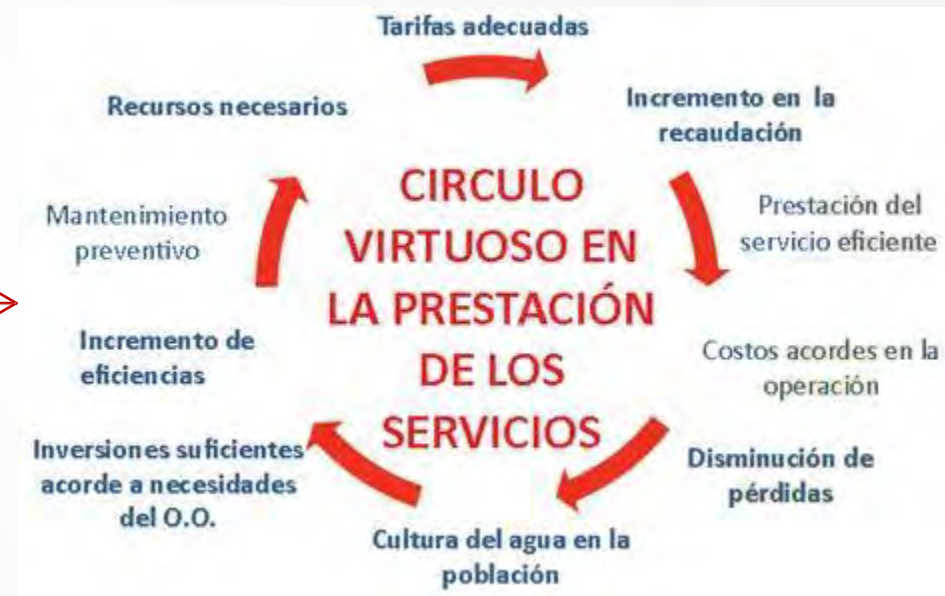 Tarifas adecuadas
Incremento en la
recaudación
Prestación del
servicio eficiente
Costos acordes en la
operación
Disminución de
pérdidas
Cultura del agua en la
población
Inversiones suficientes
acorde a necesidades
del O.O.
Incremento de
eficiencias
Mantenimiento
preventivo
Recursos necesarios
CIRCULO
VIRTUOSO EN
LA PRESTACIÓN
DE LOS
SERVICIOS